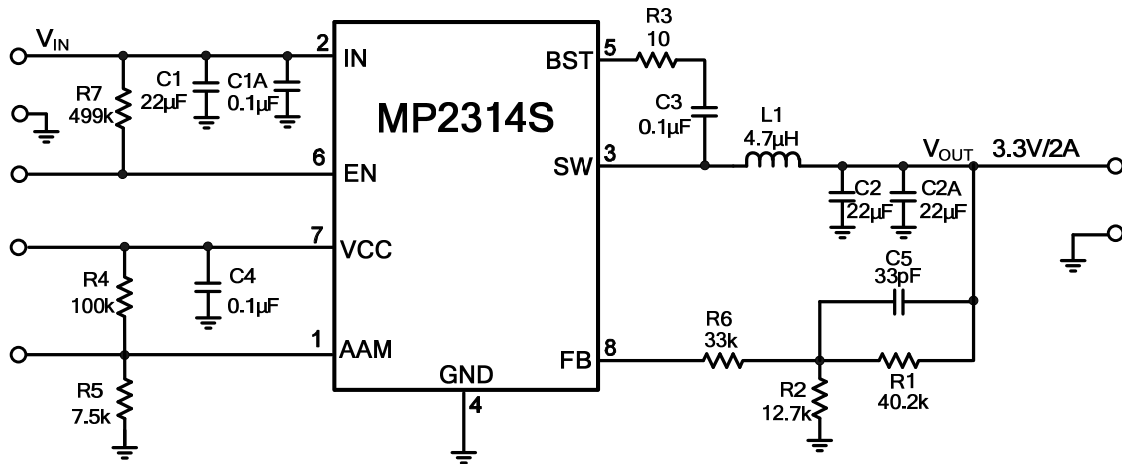 V_IN
2
IN
R7
499k
C1
22µF
C1A
0.1µF
6
EN
7
VCC
R4
100k
C4
0.1µF
1
AAM
R5
7.5k
MP2314S
GND
4
BST
5
R3
10
C3
0.1µF
SW
3
L1
4.7µH
V_OUT
3.3V/2A
C2
22µF
C2A
22µF
C5
33pF
FB
8
R6
33k
R2
12.7k
R1
40.2k